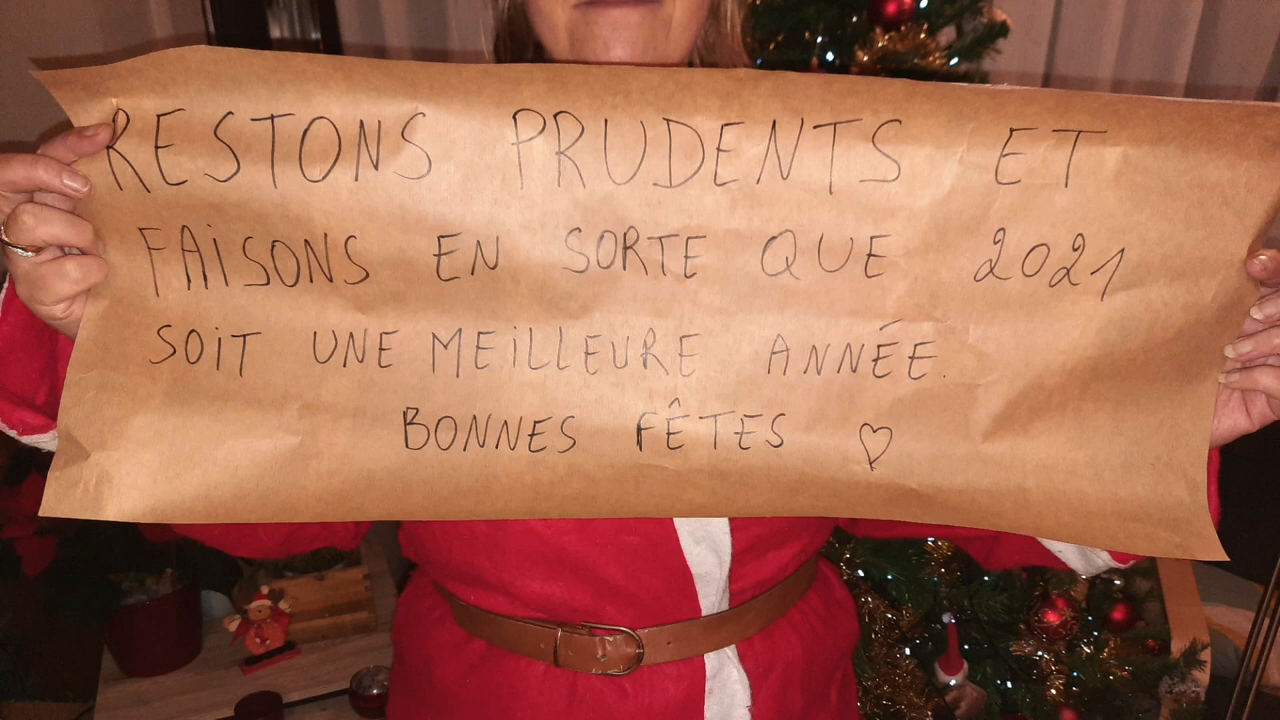 RESTONS PRUDENTS ET
FAISONS EN SORTE QUE 2021
SOIT UNE MEILLEURE ANNÉE.
BONNES FÊTES ♡